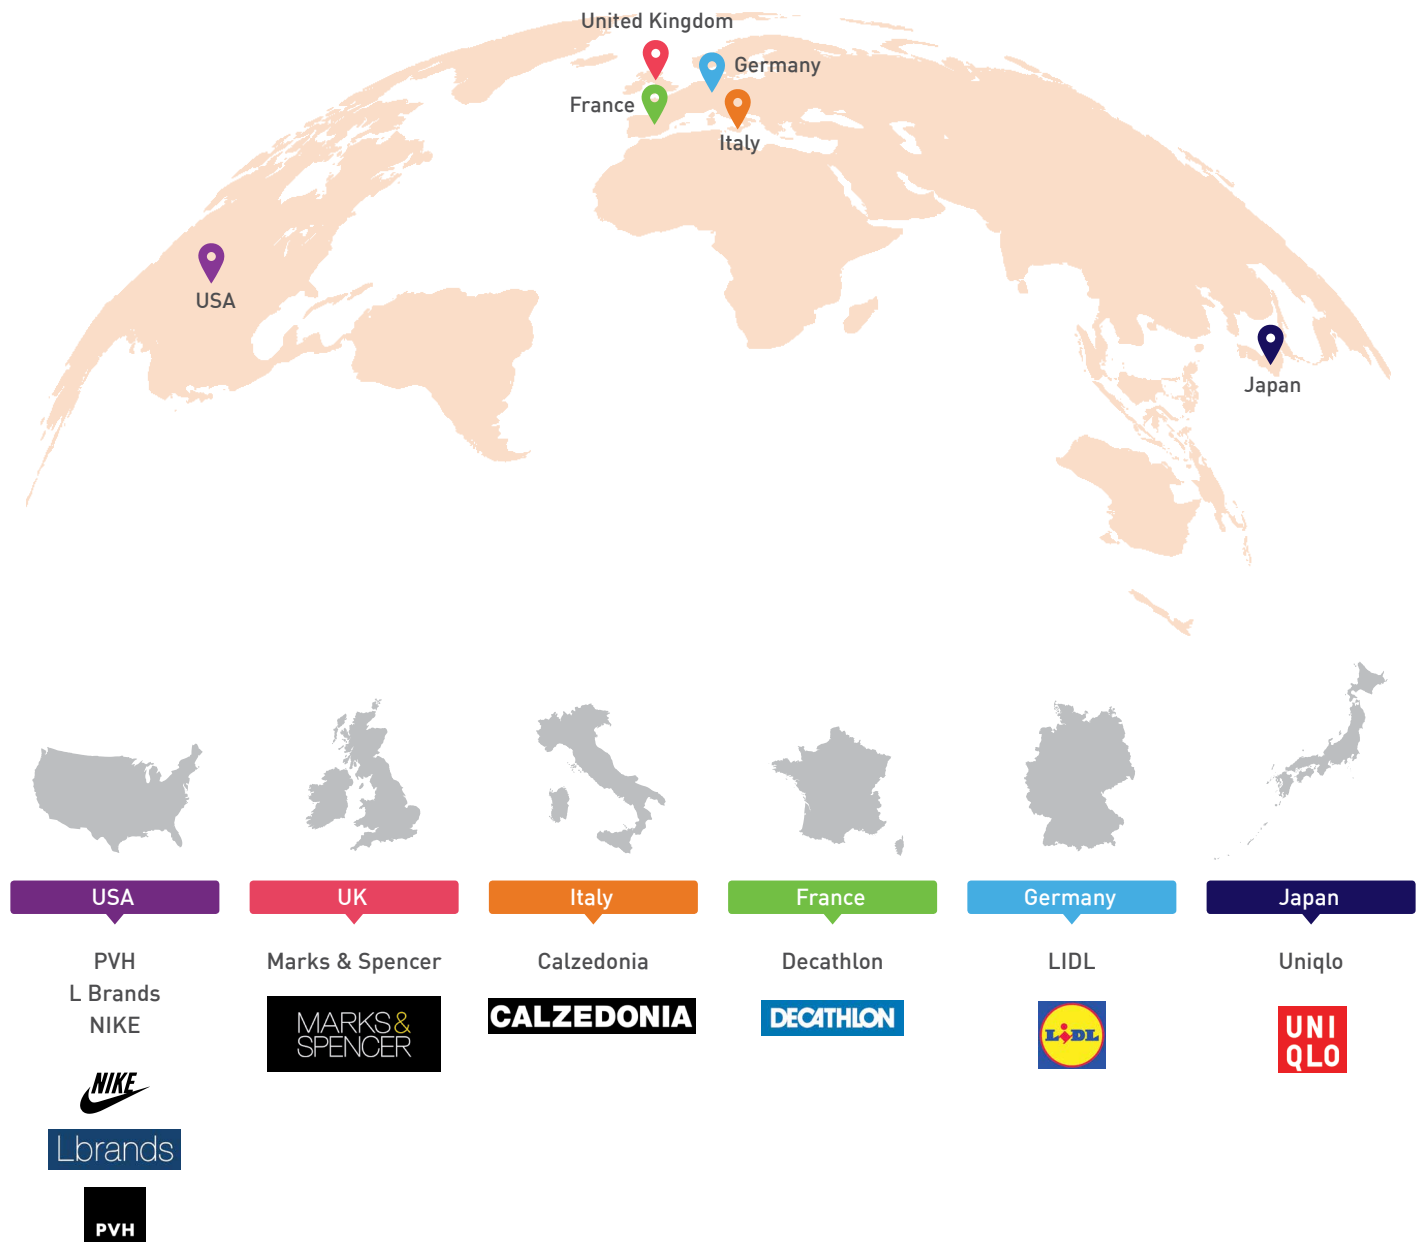 United Kingdom
Germany
France
Italy
USA
Japan
USA
UK
Italy
France
Germany
Japan
PVH
L Brands
NIKE
Marks & Spencer
Calzedonia
Decathlon
LIDL
Uniqlo
NIKE
Lbrands
PVH
MARKS &
SPENCER
CALZEDONIA
DECATHLON
LIDL
UNI
QLO